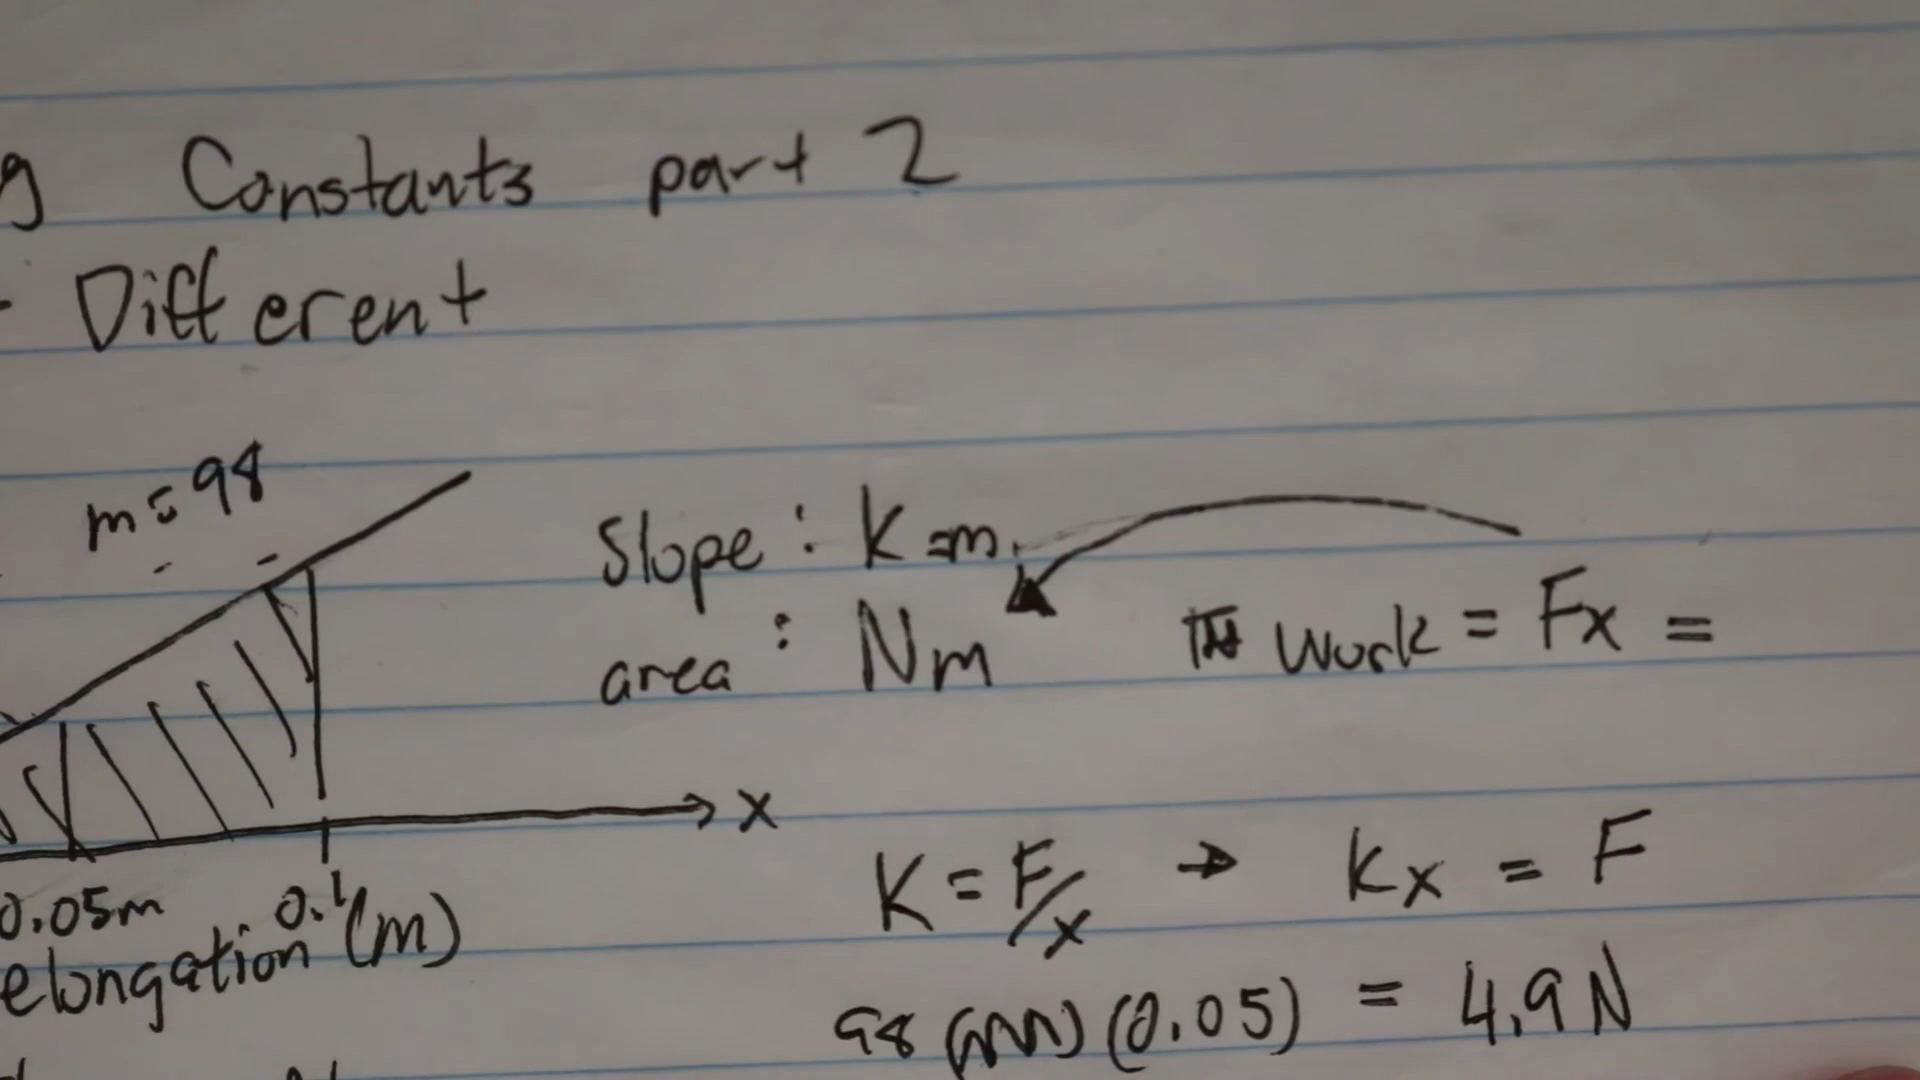 g Constants part 2
- Different
m = 98
Slope : K = m
area : Nm Work = Fx =
x
K = F/x → kx = F
0.05m 0.1
elongation (m)
98 (0.05) = 4.9N